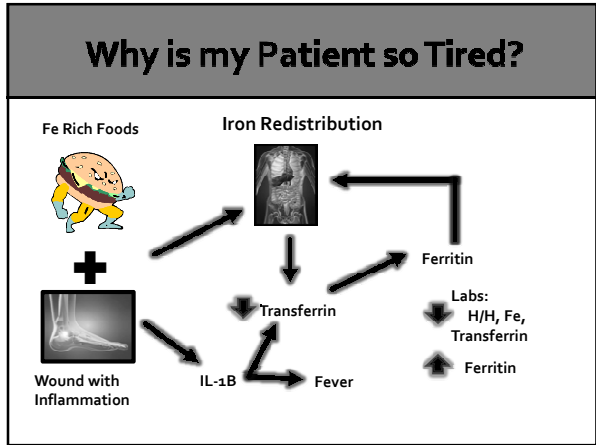 Why is my Patient so Tired?
Fe Rich Foods
Iron Redistribution
Ferritin
Transferrin
Labs:
H/H, Fe,
Transferrin
Ferritin
IL-1B
Fever
Wound with
Inflammation